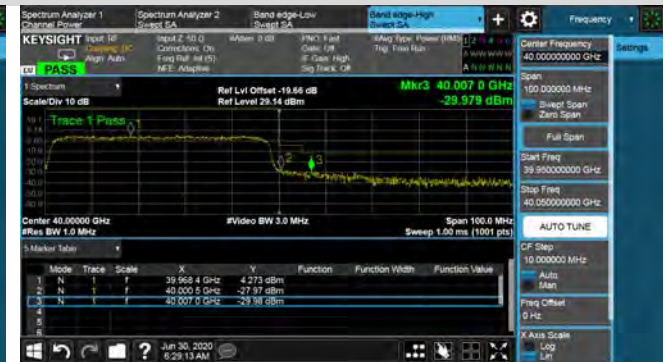 Spectrum Analyzer 1
Channel Power
Spectrum Analyzer 2
Swept SA
Band edge-Low
Swept SA
Band edge-High
Swept SA
Frequency
KEYSIGHT
Input: RF
Coupling: DC
Align: Auto
Input Z: 50 Ω
Corrections: On
Freq Ref: Int (S)
NFE: Adaptive
PNO: Fast
Gate: Off
IF Gain: High
Sig Track: Off
Trig: Free Run
PASS
1 Spectrum
Scale/Div 10 dB
Ref Lvl Offset -19.66 dB
Ref Level 29.14 dBm
Mkr3 40.007 0 GHz
-29.979 dBm
Trace 1 Pass
Center 40.00000 GHz
#Res BW 1.0 MHz
#Video BW 3.0 MHz
Span 100.0 MHz
Sweep 1.00 ms (1001 pts)
5 Marker Table
Mode Trace Scale X Y Function Function Width Function Value
1 N 1 f 39.968 4 GHz 4.273 dBm
2 N 1 f 40.000 5 GHz -27.97 dBm
3 N 1 f 40.007 0 GHz -29.98 dBm
4
5
6
Jun 30, 2020
6:29:13 AM
Center Frequency
40.000000000 GHz
Settings
Span
100.000000 MHz
Swept Span
Zero Span
Full Span
Start Freq
39.950000000 GHz
Stop Freq
40.050000000 GHz
AUTO TUNE
CF Step
10.000000 MHz
Auto
Man
Freq Offset
0 Hz
X Axis Scale
Log
Lin